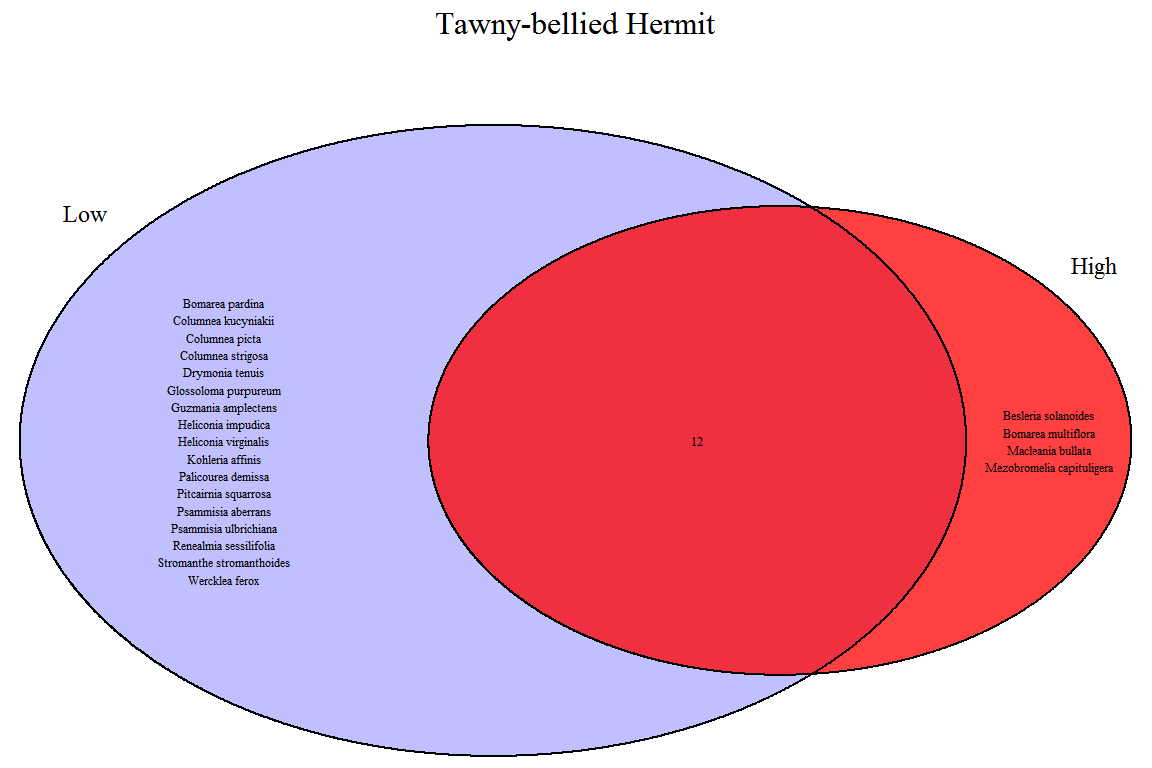 Tawny-bellied Hermit
Low
High
Bomarea pardina
Columnea kucyniakii
Columnea picta
Columnea strigosa
Drymonia tenuis
Glossoloma purpureum
Guzmania amplectens
Heliconia impudica
Heliconia virginalis
Kohleria affinis
Palicourea demissa
Pitcairnia squarrosa
Psammisia aberrans
Psammisia ulbrichiana
Renealmia sessilifolia
Stromanthe stromanthoides
Wercklea ferox
12
Besleria solanoides
Bomarea multiflora
Macleania bullata
Mezobromelia capituligera